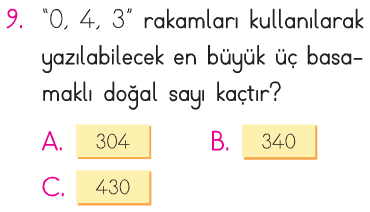 9. "0, 4, 3" rakamları kullanılarak
yazılabilecek en büyük üç basa-
maklı doğal sayı kaçtır?
A. 304 B. 340
C. 430